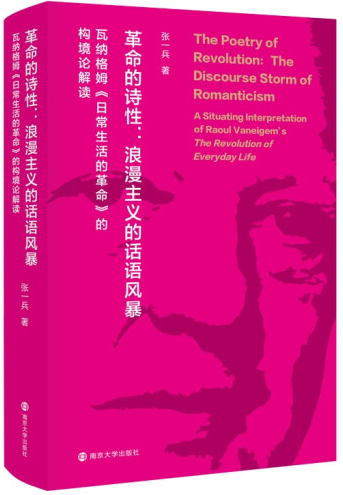 革命的诗性：浪漫主义的话语风暴
瓦纳格姆《日常生活的革命》的构境论解读
张一兵 著
南京大学出版社
The Poetry of
Revolution: The
Discourse Storm of
Romanticism
A Situating Interpretation
of Raoul Vaneigem's
The Revolution of
Everyday Life
张一兵 著
革命的诗性：浪漫主义的话语风暴
瓦纳格姆《日常生活的革命》的
构境论解读
南京大学出版社